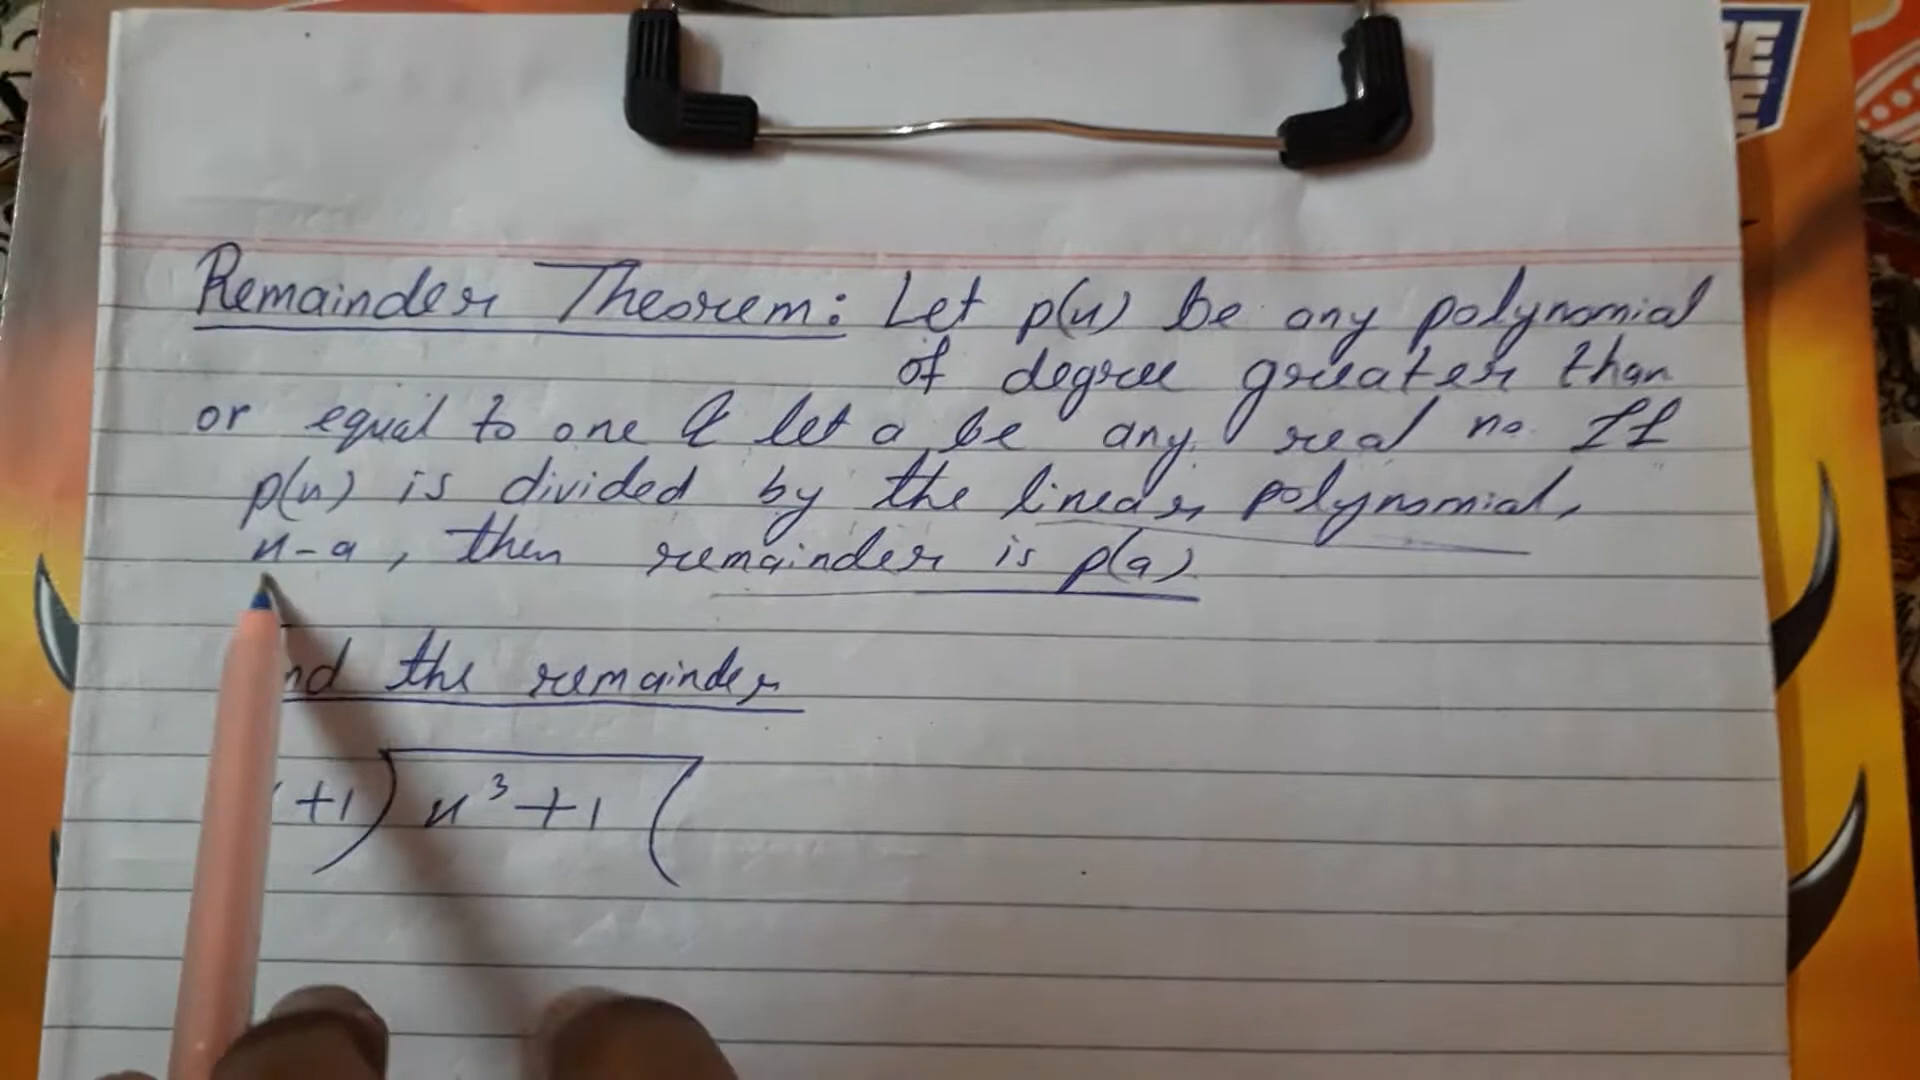 Remainder Theorem: Let p(x) be any polynomial
of degree greater than
or equal to one & let a be any real no. If
p(x) is divided by the linear polynomial,
x-a, then remainder is p(a)
nd the remainder
+1) x³+1 (